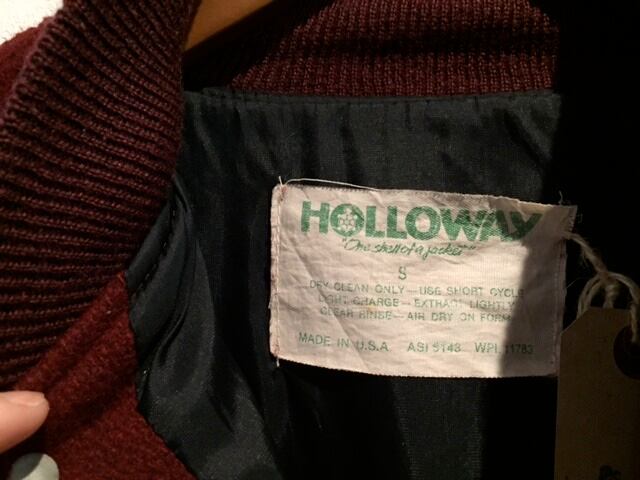 HOLLOWAY
"One shell of a jacket"
S
DRY CLEAN ONLY—USE SHORT CYCLE
LIGHT CHARGE—EXTRACT LIGHTLY
CLEAR RINSE—AIR DRY ON FORM
MADE IN U.S.A ASI 5143 WPL 11783